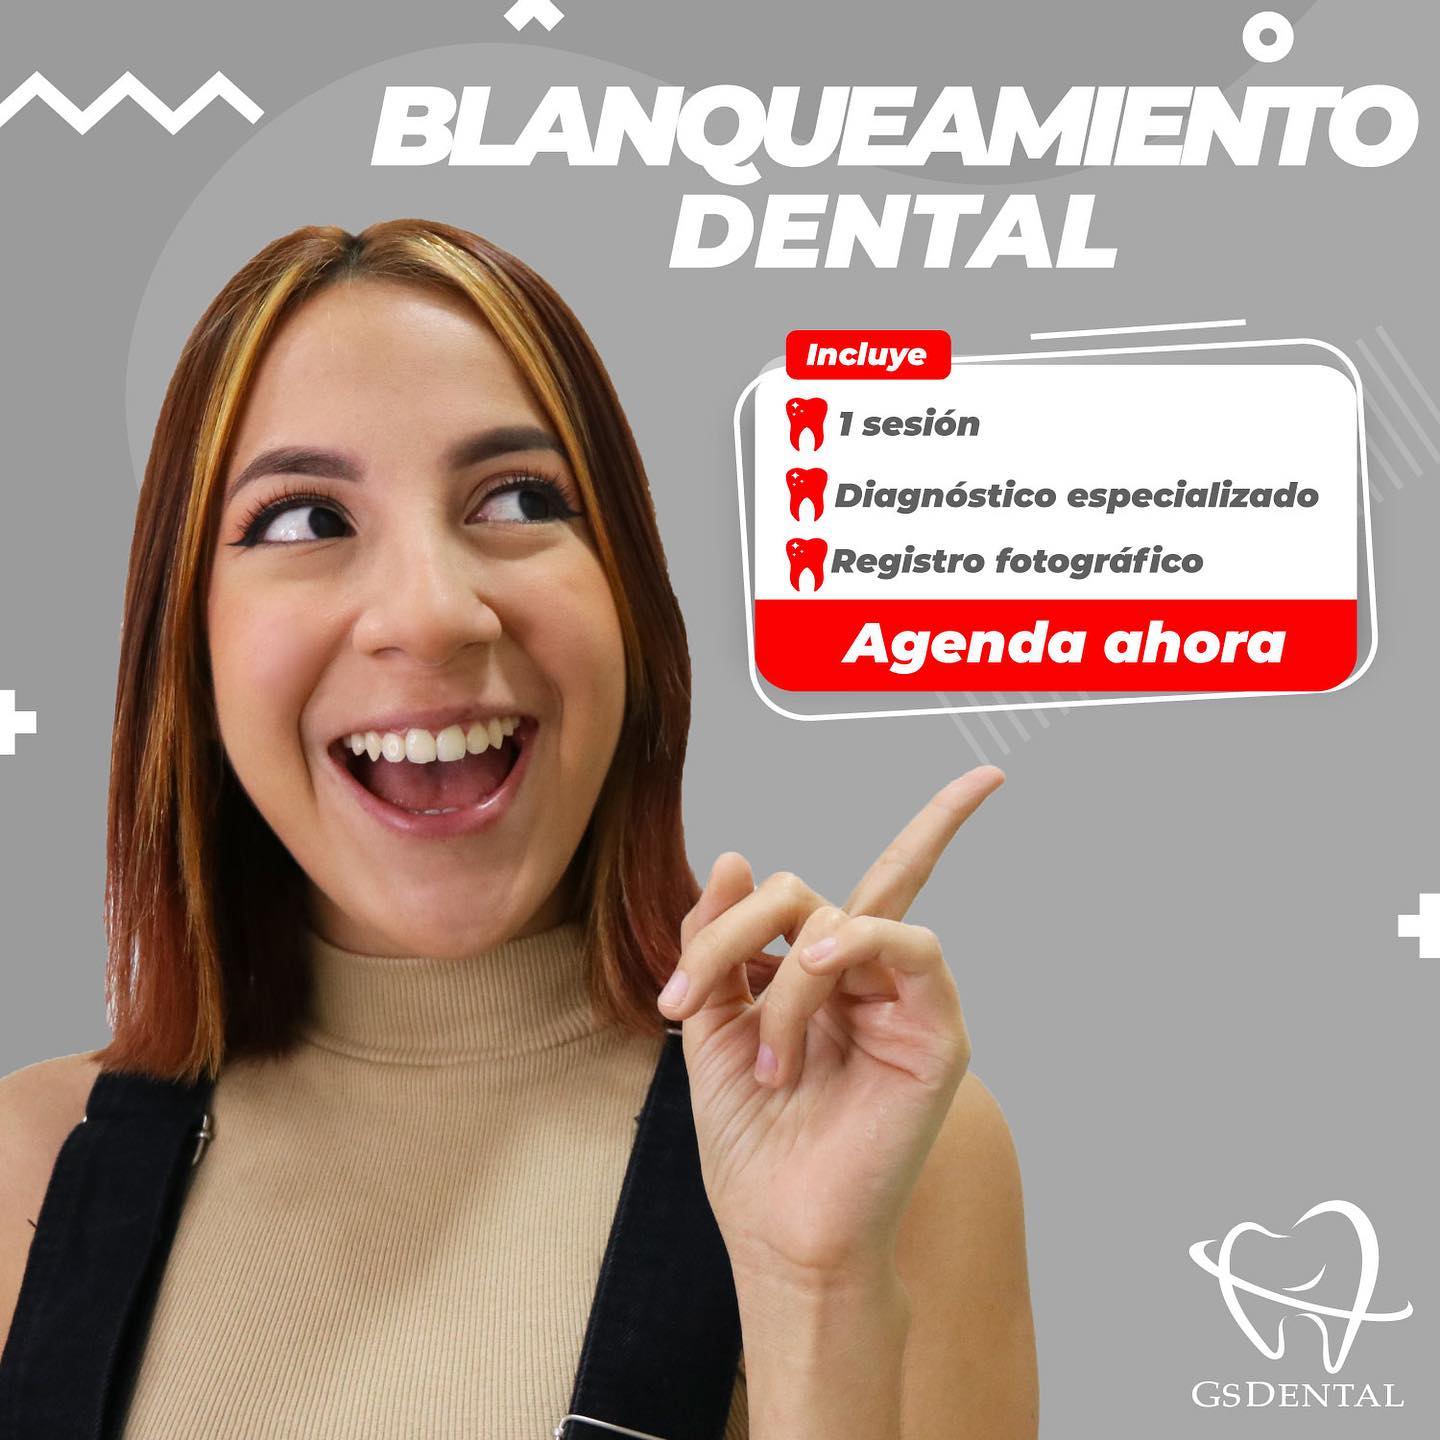 BLANQUEAMIENTO
DENTAL
Incluye
1 sesión
Diagnóstico especializado
Registro fotográfico
Agenda ahora
GSDENTAL